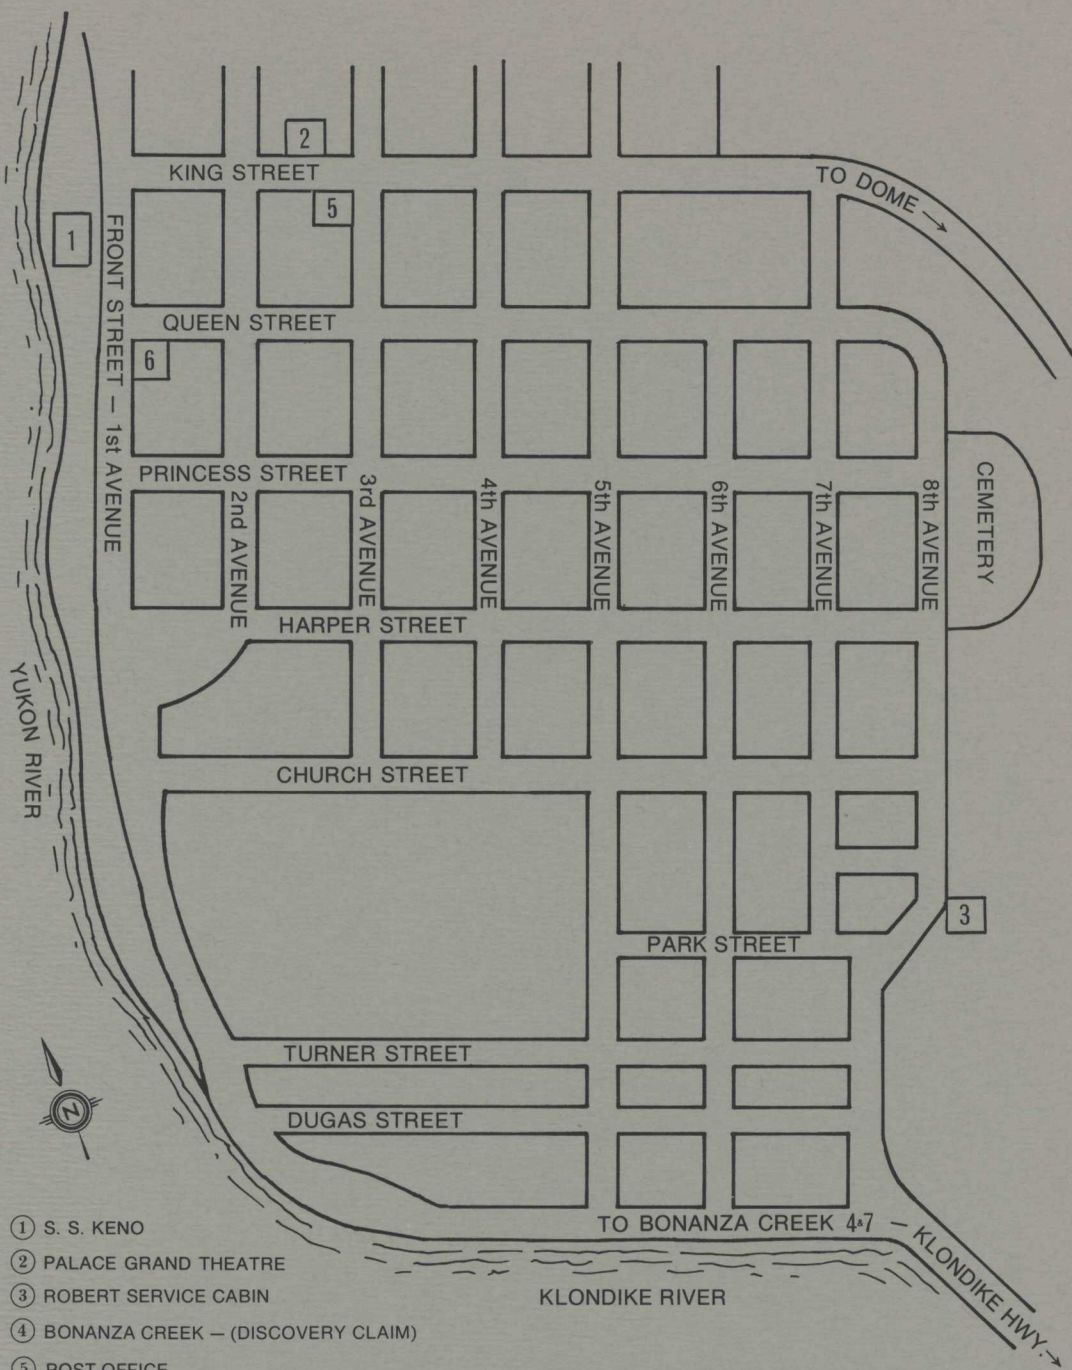 2
KING STREET
TO DOME →
5
1
FRONT STREET — 1st AVENUE
QUEEN STREET
6
PRINCESS STREET
2nd AVENUE
3rd AVENUE
4th AVENUE
5th AVENUE
6th AVENUE
7th AVENUE
8th AVENUE
CEMETERY
HARPER STREET
YUKON RIVER
CHURCH STREET
3
PARK STREET
TURNER STREET
DUGAS STREET
N
TO BONANZA CREEK 4&7 — KLONDIKE HWY. →
KLONDIKE RIVER
① S. S. KENO
② PALACE GRAND THEATRE
③ ROBERT SERVICE CABIN
④ BONANZA CREEK — (DISCOVERY CLAIM)
⑤ POST OFFICE